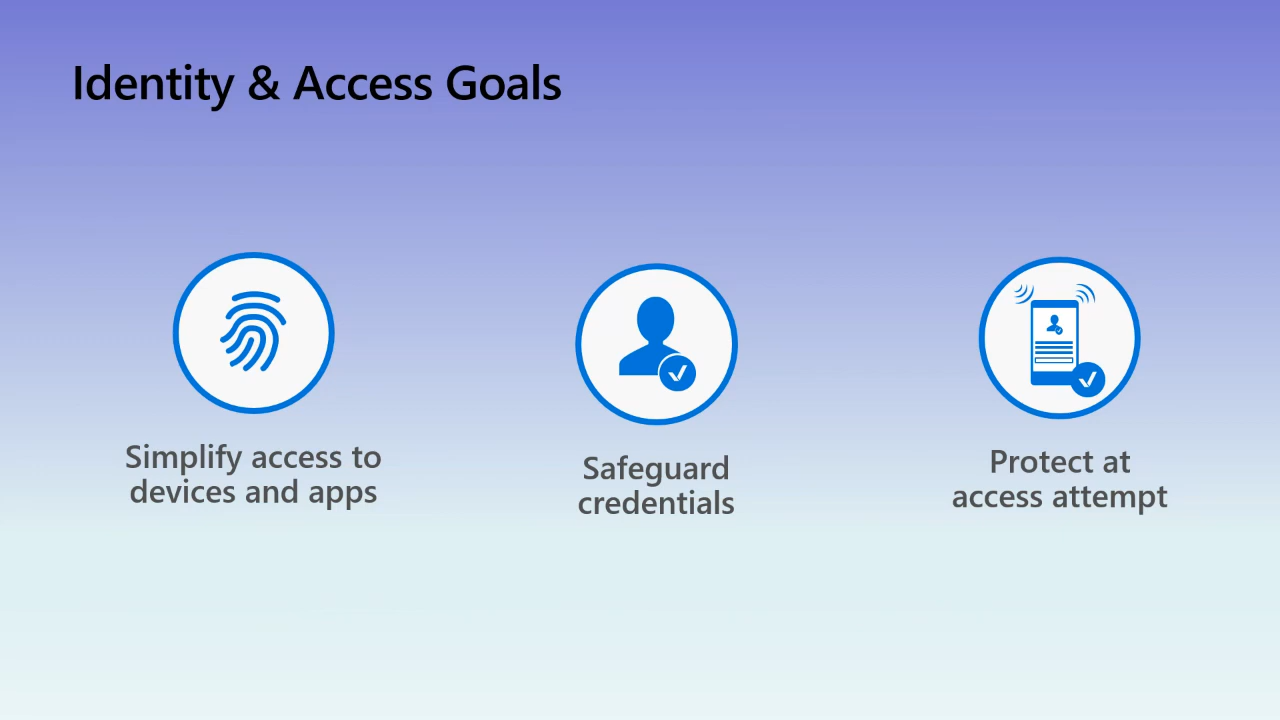 Identity & Access Goals
Simplify access to
devices and apps
Safeguard
credentials
Protect at
access attempt